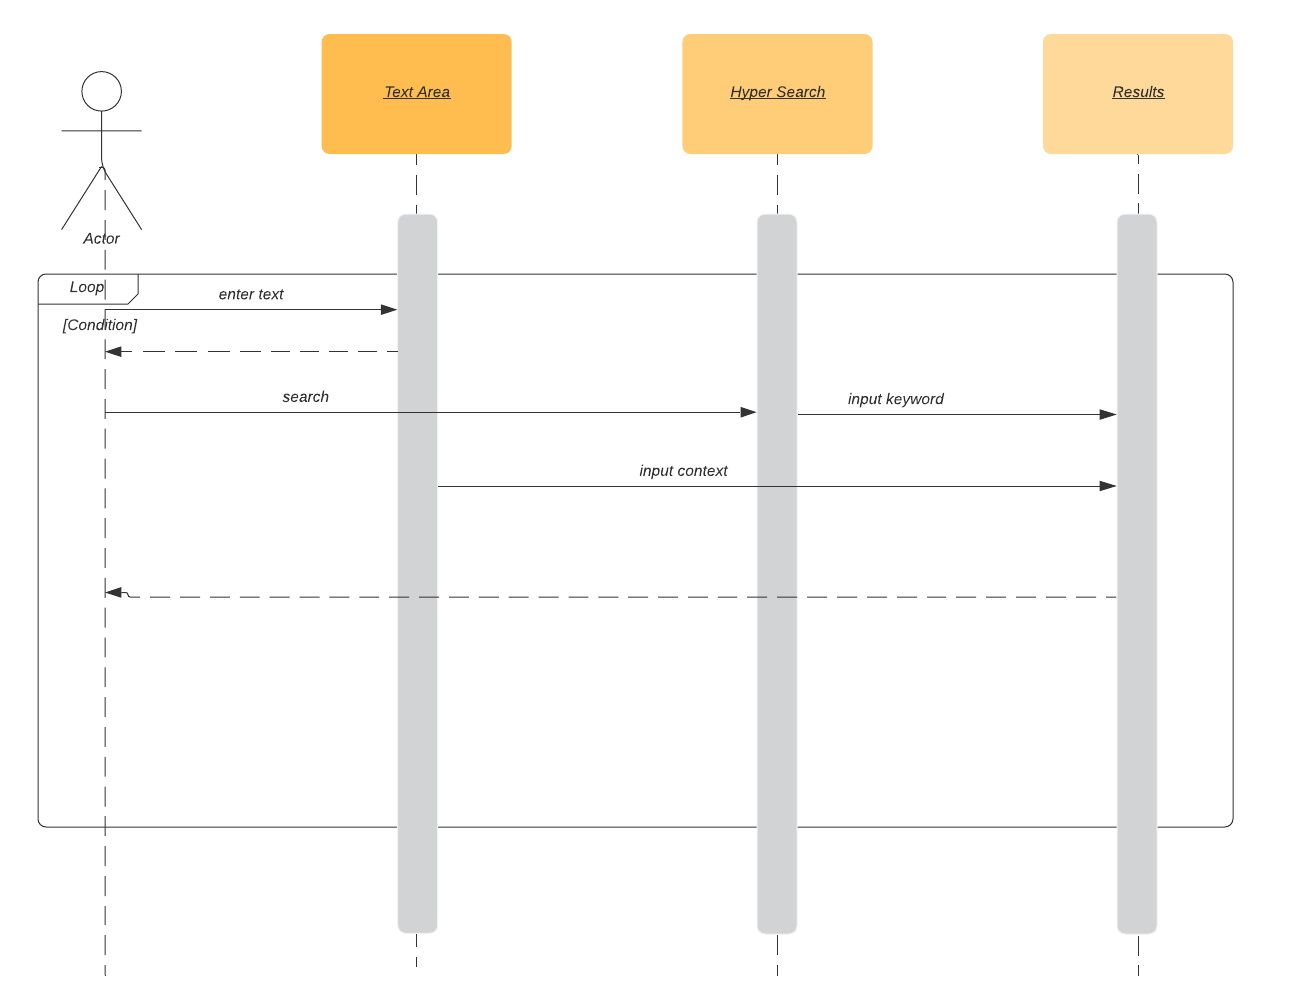 Text Area
Hyper Search
Results
Actor
Loop
enter text
[Condition]
search
input keyword
input context